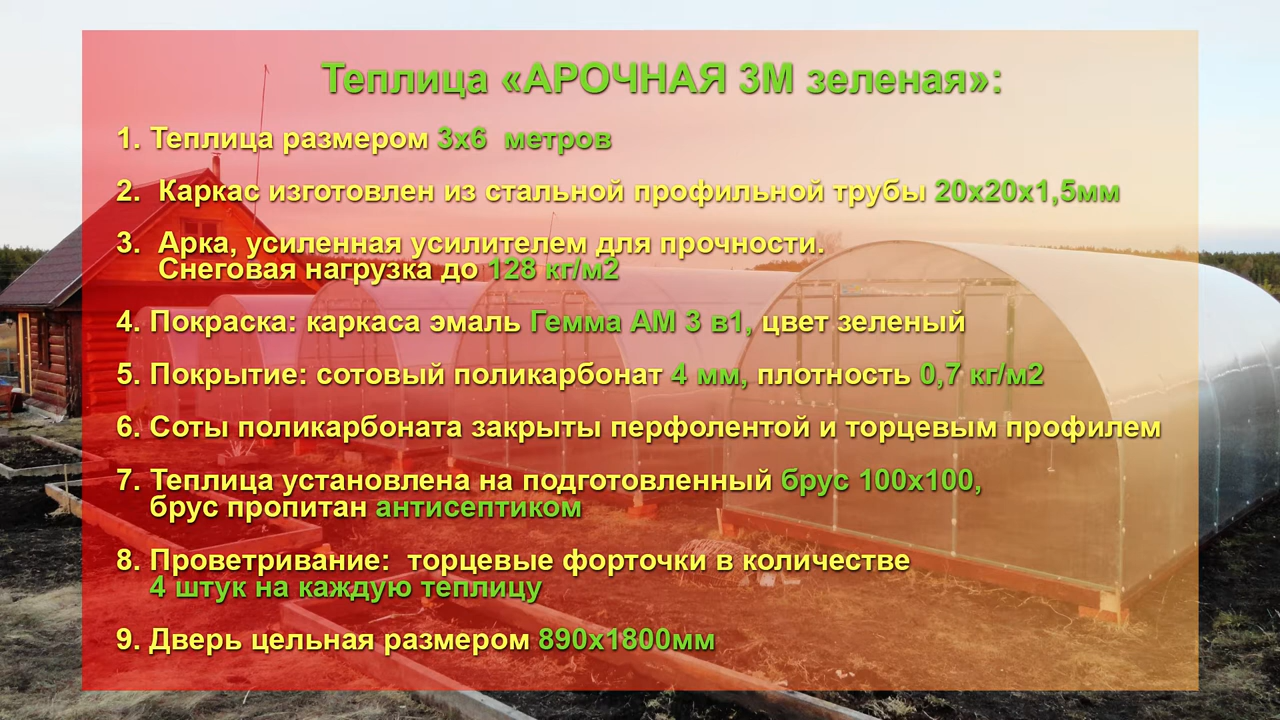 Теплица «АРОЧНАЯ 3М зеленая»:
1. Теплица размером 3х6 метров
2. Каркас изготовлен из стальной профильной трубы 20х20х1,5мм
3. Арка, усиленная усилителем для прочности.
Снеговая нагрузка до 128 кг/м2
4. Покраска: каркаса эмаль Гемма АМ 3 в1, цвет зеленый
5. Покрытие: сотовый поликарбонат 4 мм, плотность 0,7 кг/м2
6. Соты поликарбоната закрыты перфолентой и торцевым профилем
7. Теплица установлена на подготовленный брус 100х100,
брус пропитан антисептиком
8. Проветривание: торцевые форточки в количестве
4 штук на каждую теплицу
9. Дверь цельная размером 890х1800мм